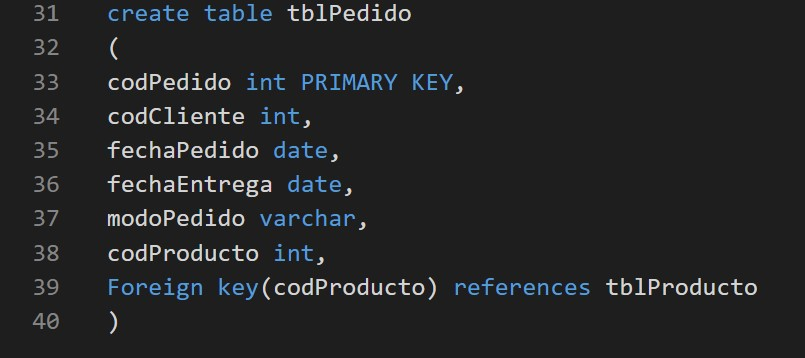 31 create table tblPedido
32 (
33 codPedido int PRIMARY KEY,
34 codCliente int,
35 fechaPedido date,
36 fechaEntrega date,
37 modoPedido varchar,
38 codProducto int,
39 Foreign key(codProducto) references tblProducto
40 )